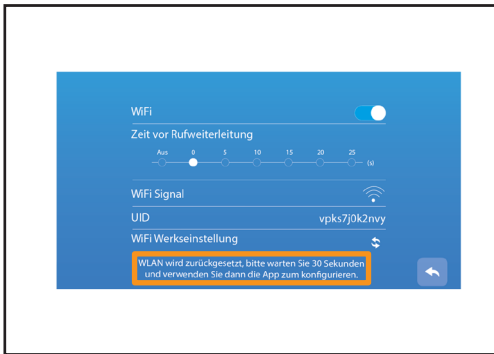 WiFi
Zeit vor Rufweiterleitung
Aus 0 5 10 15 20 25 (s)
WiFi Signal
UID vpks7j0k2nvy
WiFi Werkseinstellung
WLAN wird zurückgesetzt, bitte warten Sie 30 Sekunden
und verwenden Sie dann die App zum konfigurieren.